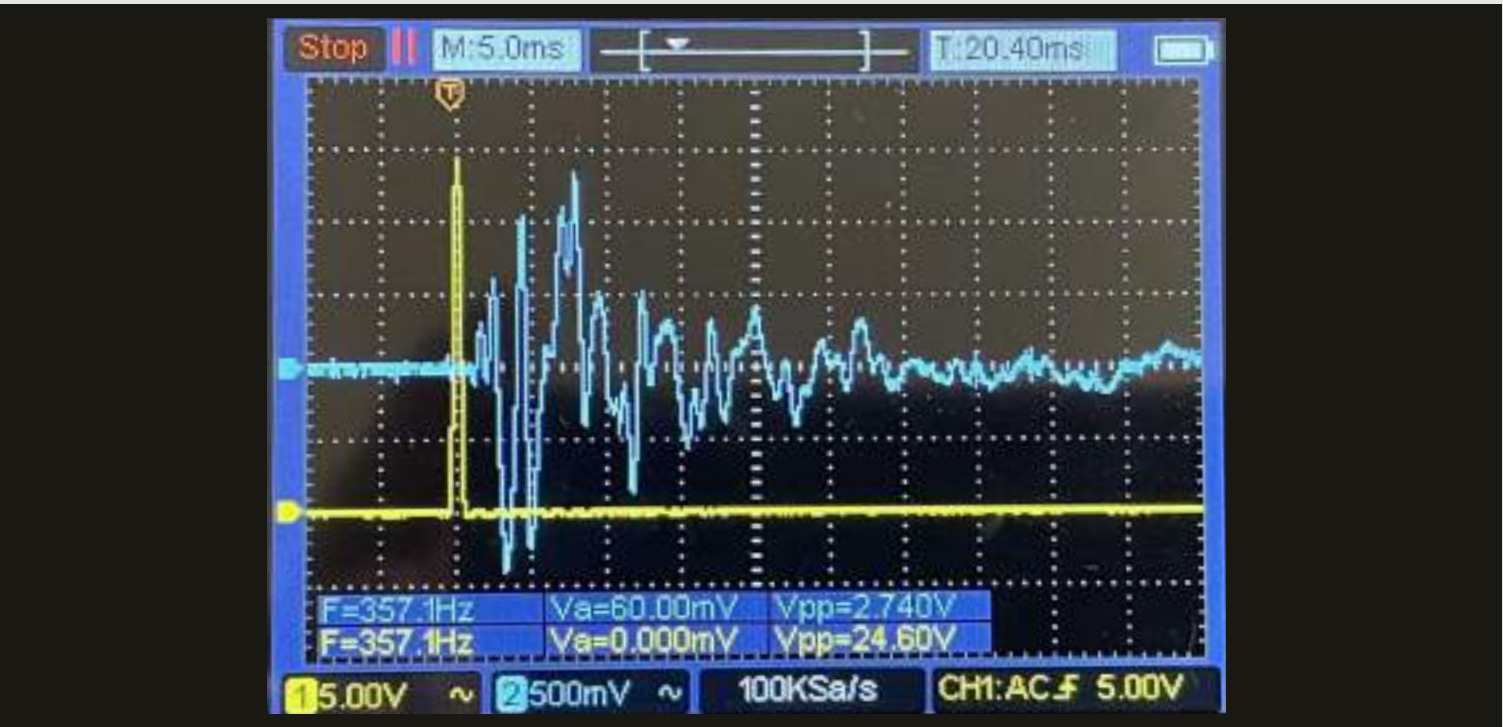 Stop M:5.0ms T:20.40ms
T
F=357.1Hz Va=60.00mV Vpp=2.740V
F=357.1Hz Va=0.000mV Vpp=24.60V
1 5.00V ~ 2 500mV ~ 100KSa/s CH1:AC 5.00V